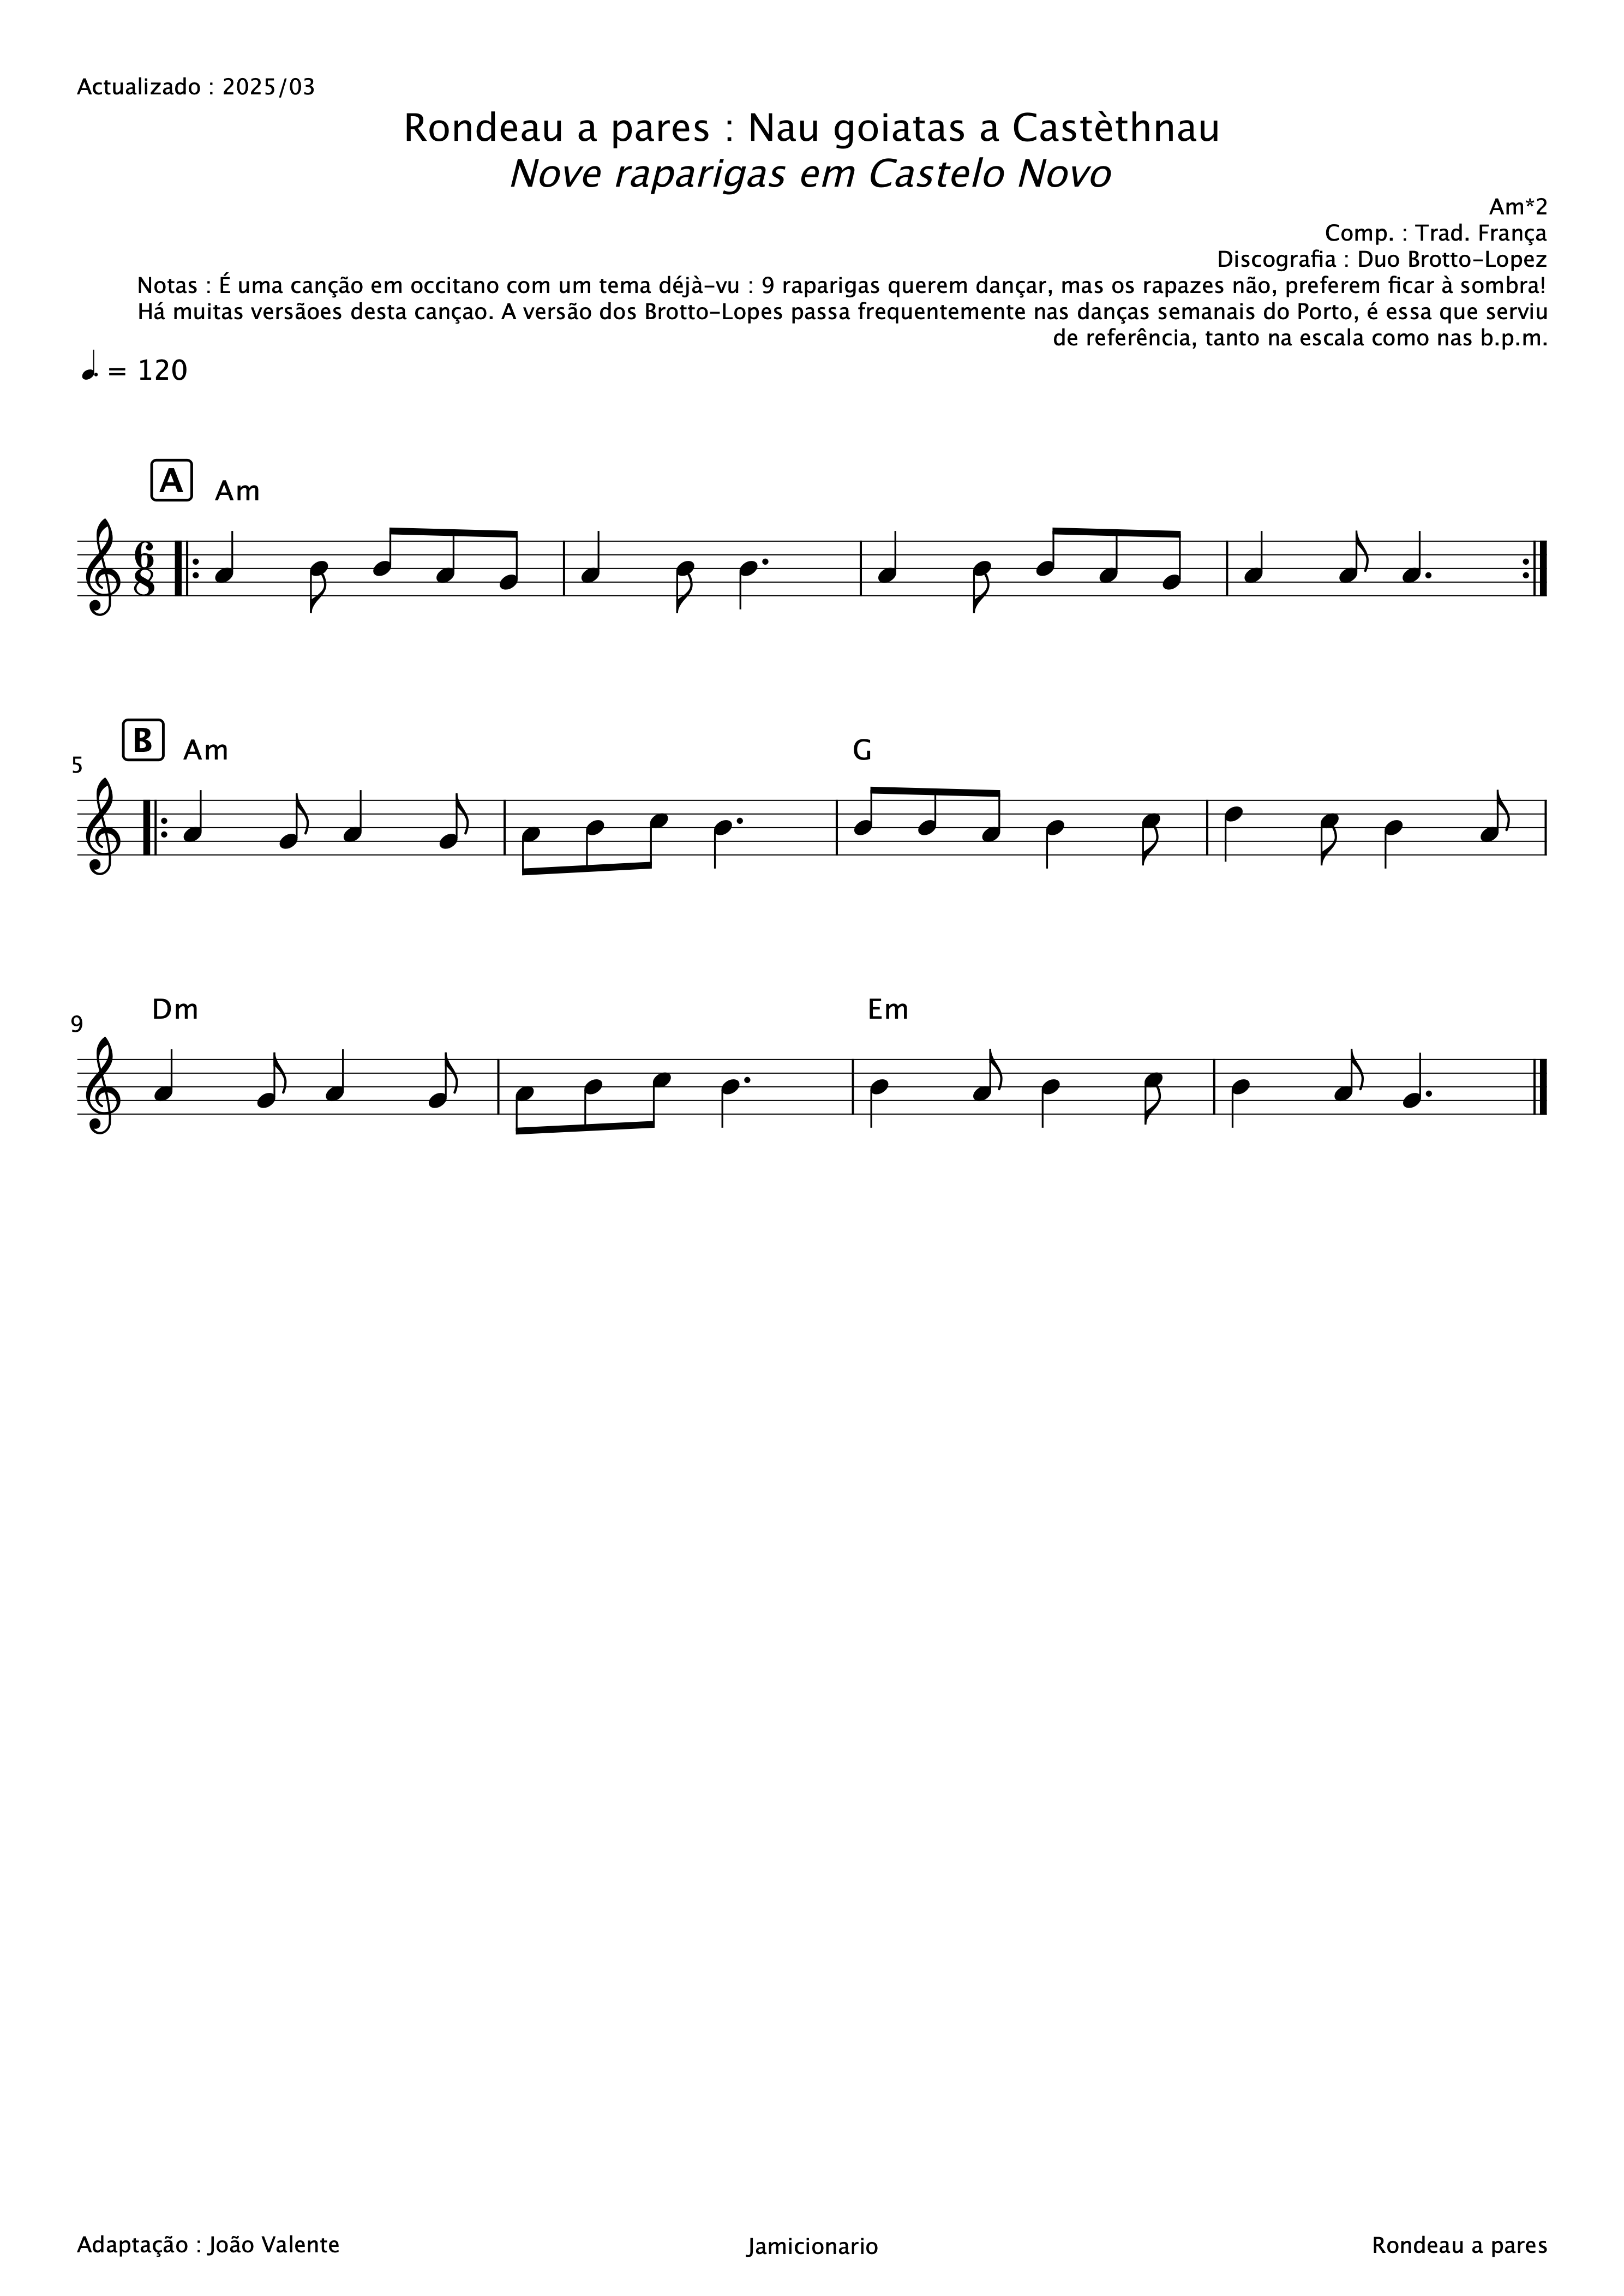 Actualizado : 2025/03
Rondeau a pares : Nau goiatas a Castèthnau
Nove raparigas em Castelo Novo
Am*2
Comp. : Trad. França
Discografia : Duo Brotto-Lopez
Notas : É uma canção em occitano com um tema déjà-vu : 9 raparigas querem dançar, mas os rapazes não, preferem ficar à sombra!
Há muitas versãoes desta cançao. A versão dos Brotto-Lopes passa frequentemente nas danças semanais do Porto, é essa que serviu
de referência, tanto na escala como nas b.p.m.
= 120
A Am
6
8
B Am G
5
Dm Em
9
Adaptação : João Valente Jamicionario Rondeau a pares